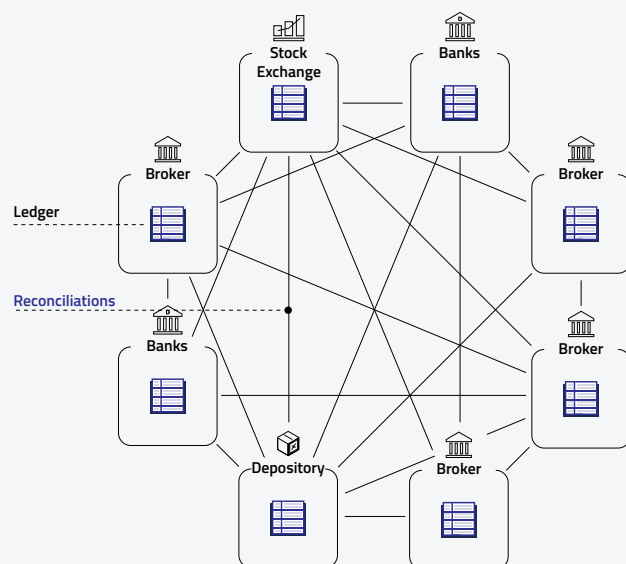 Stock
Exchange
Banks
Broker
Broker
Ledger
Reconciliations
Banks
Broker
Depository
Broker